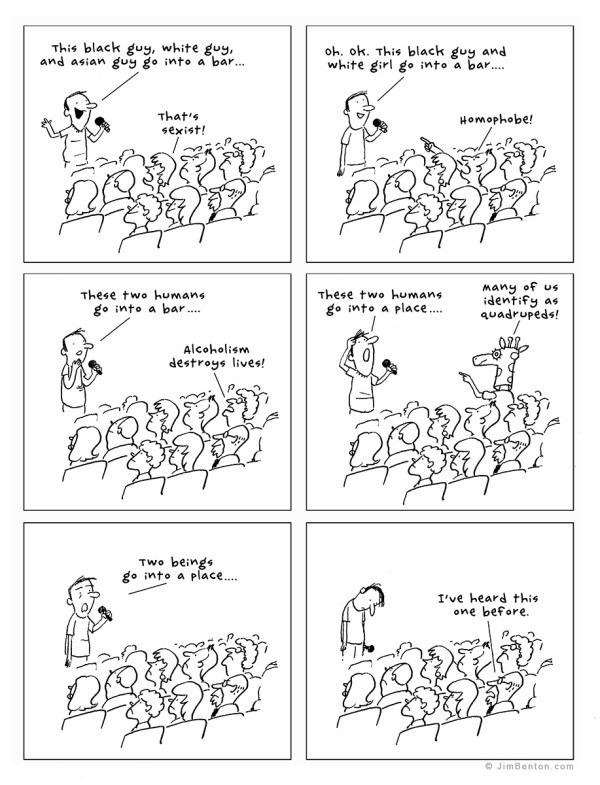 This black guy, white guy,
and asian guy go into a bar...
That's
sexist!
Oh. Ok. This black guy and
white girl go into a bar....
Homophobe!
These two humans
go into a bar....
Alcoholism
destroys lives!
These two humans
go into a place....
Many of us
identify as
quadrupeds!
Two beings
go into a place....
I've heard this
one before.
© JimBenton.com